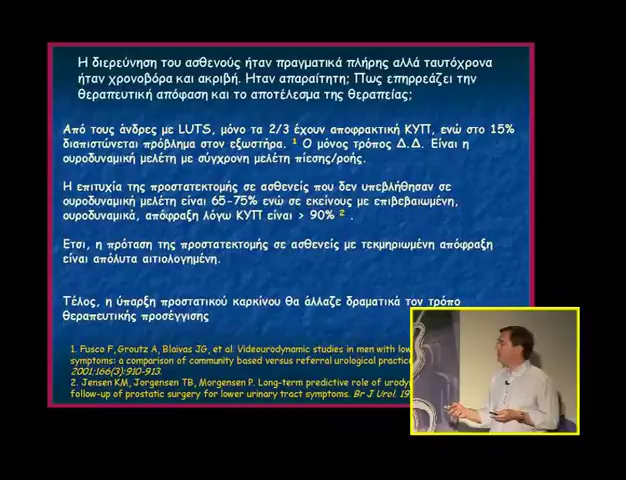 Η διερεύνηση του ασθενούς ήταν πραγματικά πλήρης αλλά ταυτόχρονα
ήταν χρονοβόρα και ακριβή. Ηταν απαραίτητη; Πως επηρρεάζει την
θεραπευτική απόφαση και το αποτέλεσμα της θεραπείας;
Από τους άνδρες με LUTS, μόνο τα 2/3 έχουν αποφρακτική ΚΥΠ, ενώ στο 15%
διαπιστώνεται πρόβλημα στον εξωστήρα. 1 Ο μόνος τρόπος Δ.Δ. Είναι η
ουροδυναμική μελέτη με σύγχρονη μελέτη πίεσης/ροής.
Η επιτυχία της προστατεκτομής σε ασθενείς που δεν υπεβλήθησαν σε
ουροδυναμική μελέτη είναι 65-75% ενώ σε εκείνους με επιβεβαιωμένη,
ουροδυναμικά, απόφραξη λόγω ΚΥΠ είναι > 90% 2 .
Ετσι, η πρόταση της προστατεκτομής σε ασθενείς με τεκμηριωμένη απόφραξη
είναι απόλυτα αιτιολογημένη.
Τέλος, η ύπαρξη προστατικού καρκίνου θα άλλαζε δραματικά τον τρόπο
θεραπευτικής προσέγγισης
1. Fusco F, Groutz A, Blaivas JG, et al. Videourodynamic studies in men with low
symptoms: a comparison of community based versus referral urological practice
2001;166(3):910-913.
2. Jensen KM, Jorgensen TB, Morgensen P. Long-term predictive role of urody
follow-up of prostatic surgery for lower urinary tract symptoms. Br J Urol. 19